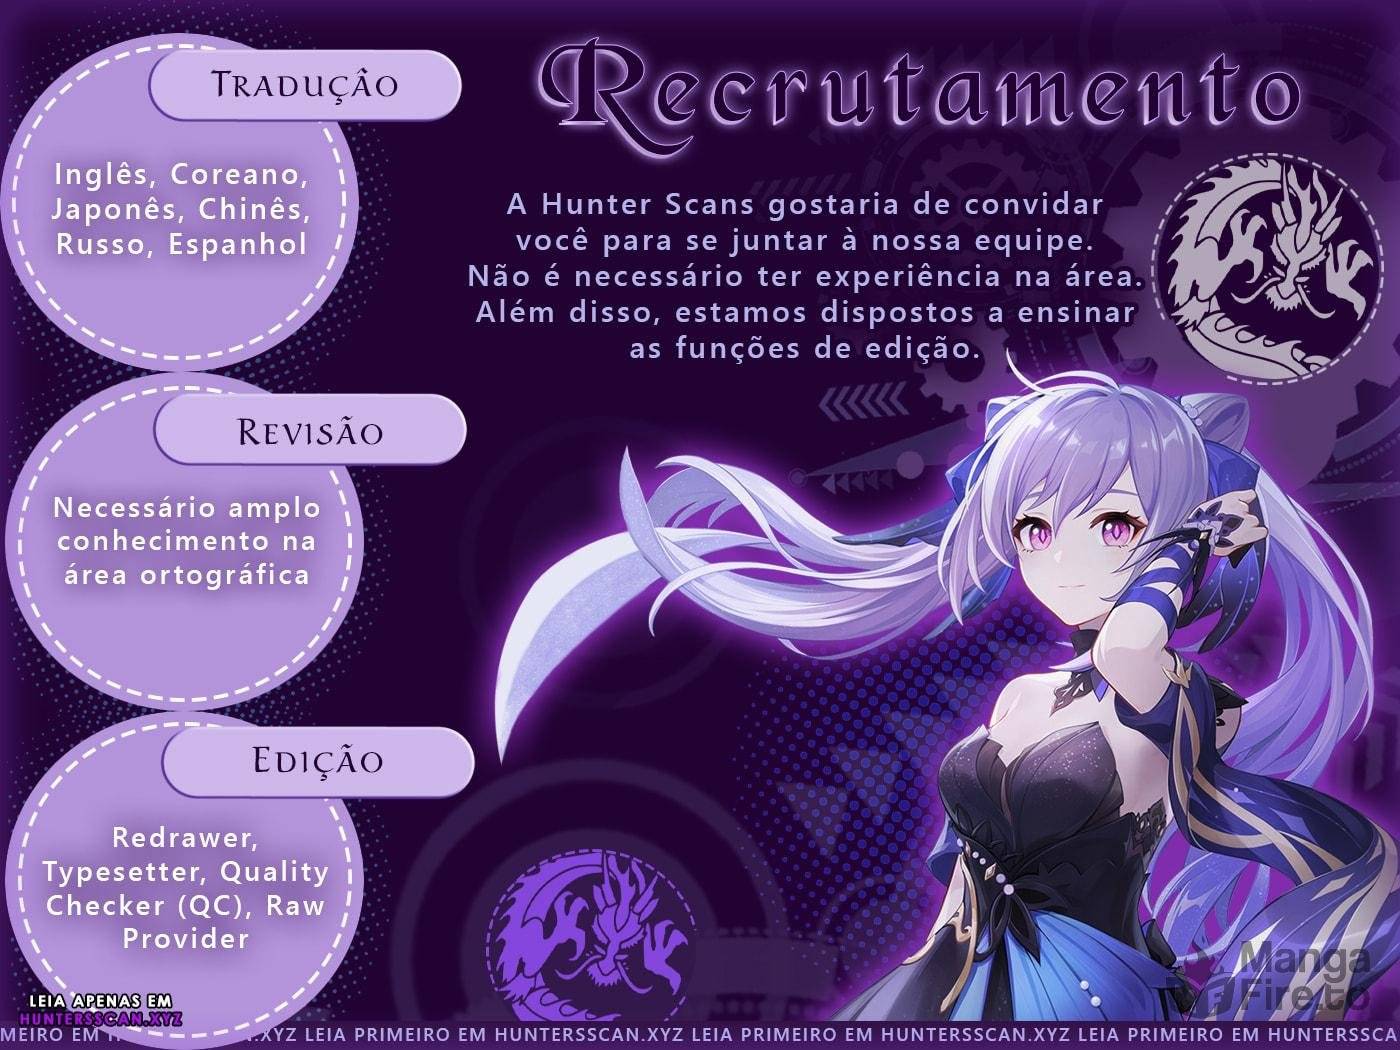 Recrutamento
A Hunter Scans gostaria de convidar
você para se juntar à nossa equipe.
Não é necessário ter experiência na área.
Além disso, estamos dispostos a ensinar
as funções de edição.
Tradução
Inglês, Coreano,
Japonês, Chinês,
Russo, Espanhol
Revisão
Necessário amplo
conhecimento na
área ortográfica
Edição
Redrawer,
Typesetter, Quality
Checker (QC), Raw
Provider
LEIA APENAS EM
HUNTERSSCAN.XYZ
Manga
Fire.to
MEIRO EM H N.XYZ LEIA PRIMEIRO EM HUNTERSSCAN.XYZ LEIA PRIMEIRO EM HUNTERSSCAN.XYZ LEIA PRIMEIRO EM HUNTERSSCA